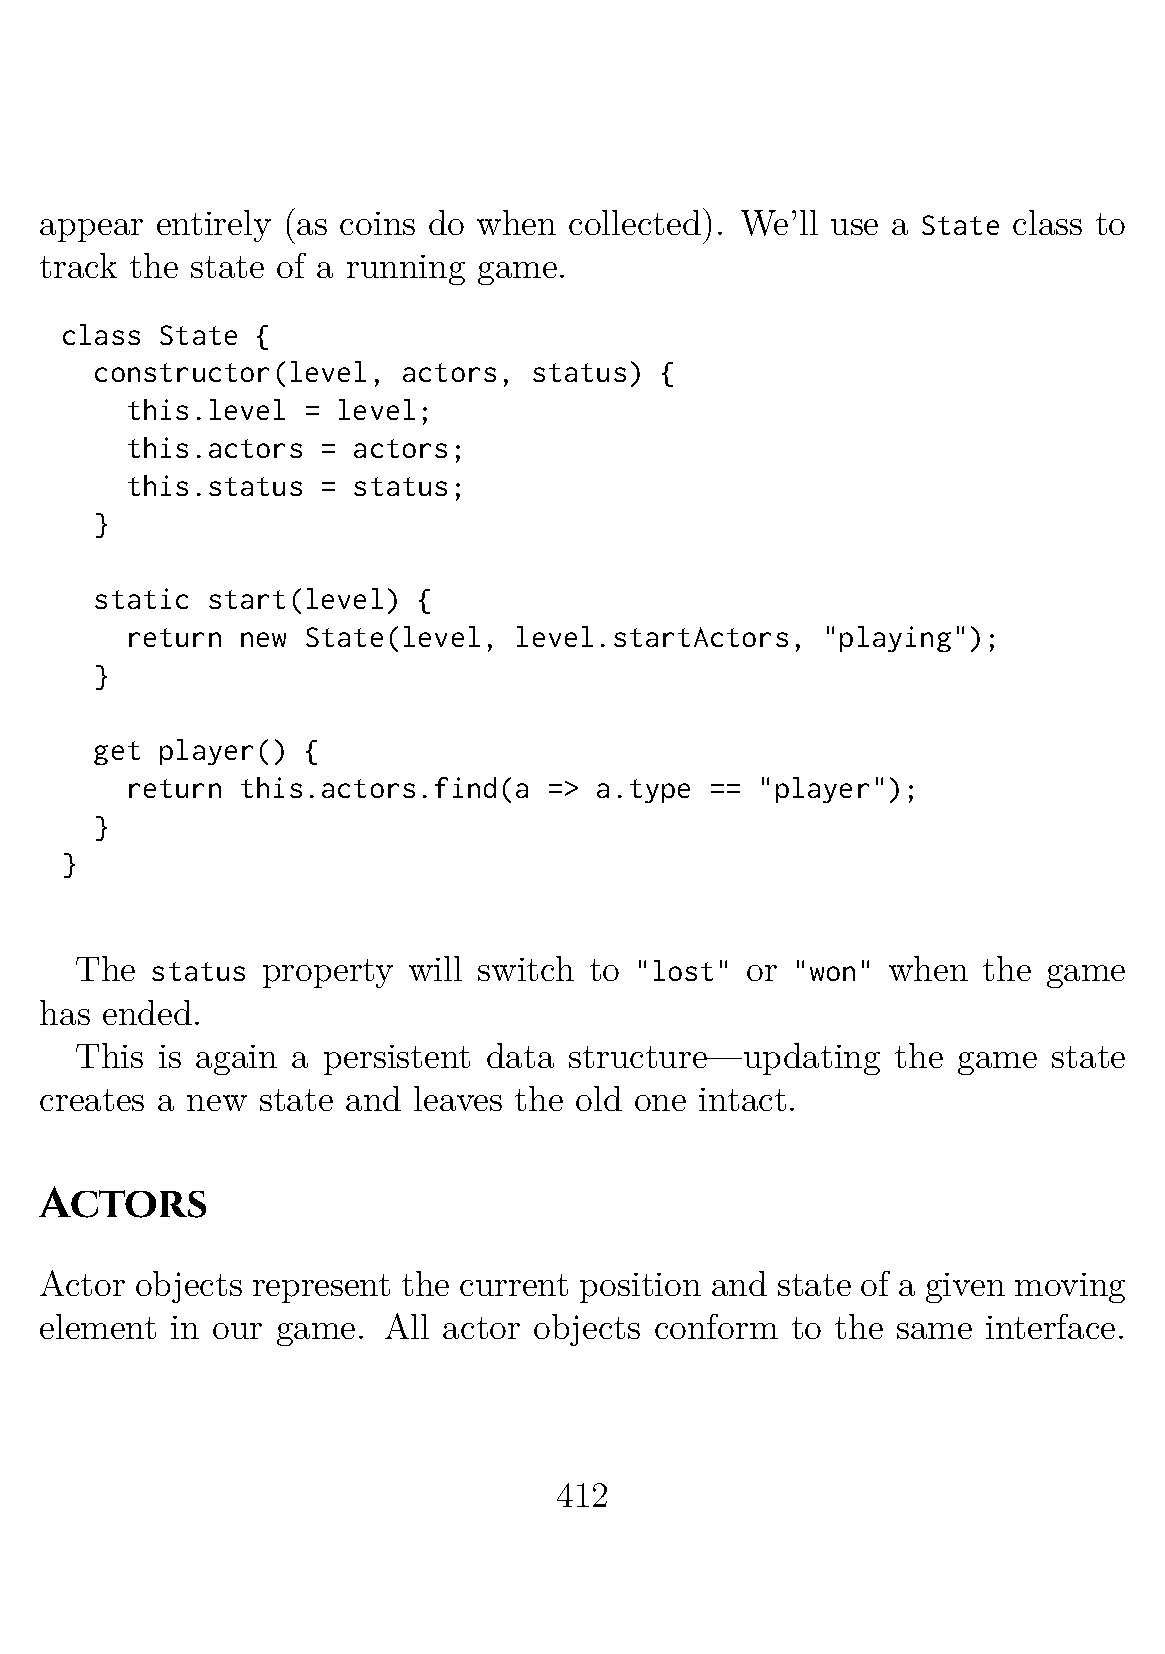 appear entirely (as coins do when collected). We'll use a State class to
track the state of a running game.
class State {
  constructor(level, actors, status) {
    this.level = level;
    this.actors = actors;
    this.status = status;
  }

  static start(level) {
    return new State(level, level.startActors, "playing");
  }

  get player() {
    return this.actors.find(a => a.type == "player");
  }
}
The status property will switch to "lost" or "won" when the game
has ended.
This is again a persistent data structure—updating the game state
creates a new state and leaves the old one intact.
Actors
Actor objects represent the current position and state of a given moving
element in our game. All actor objects conform to the same interface.
412